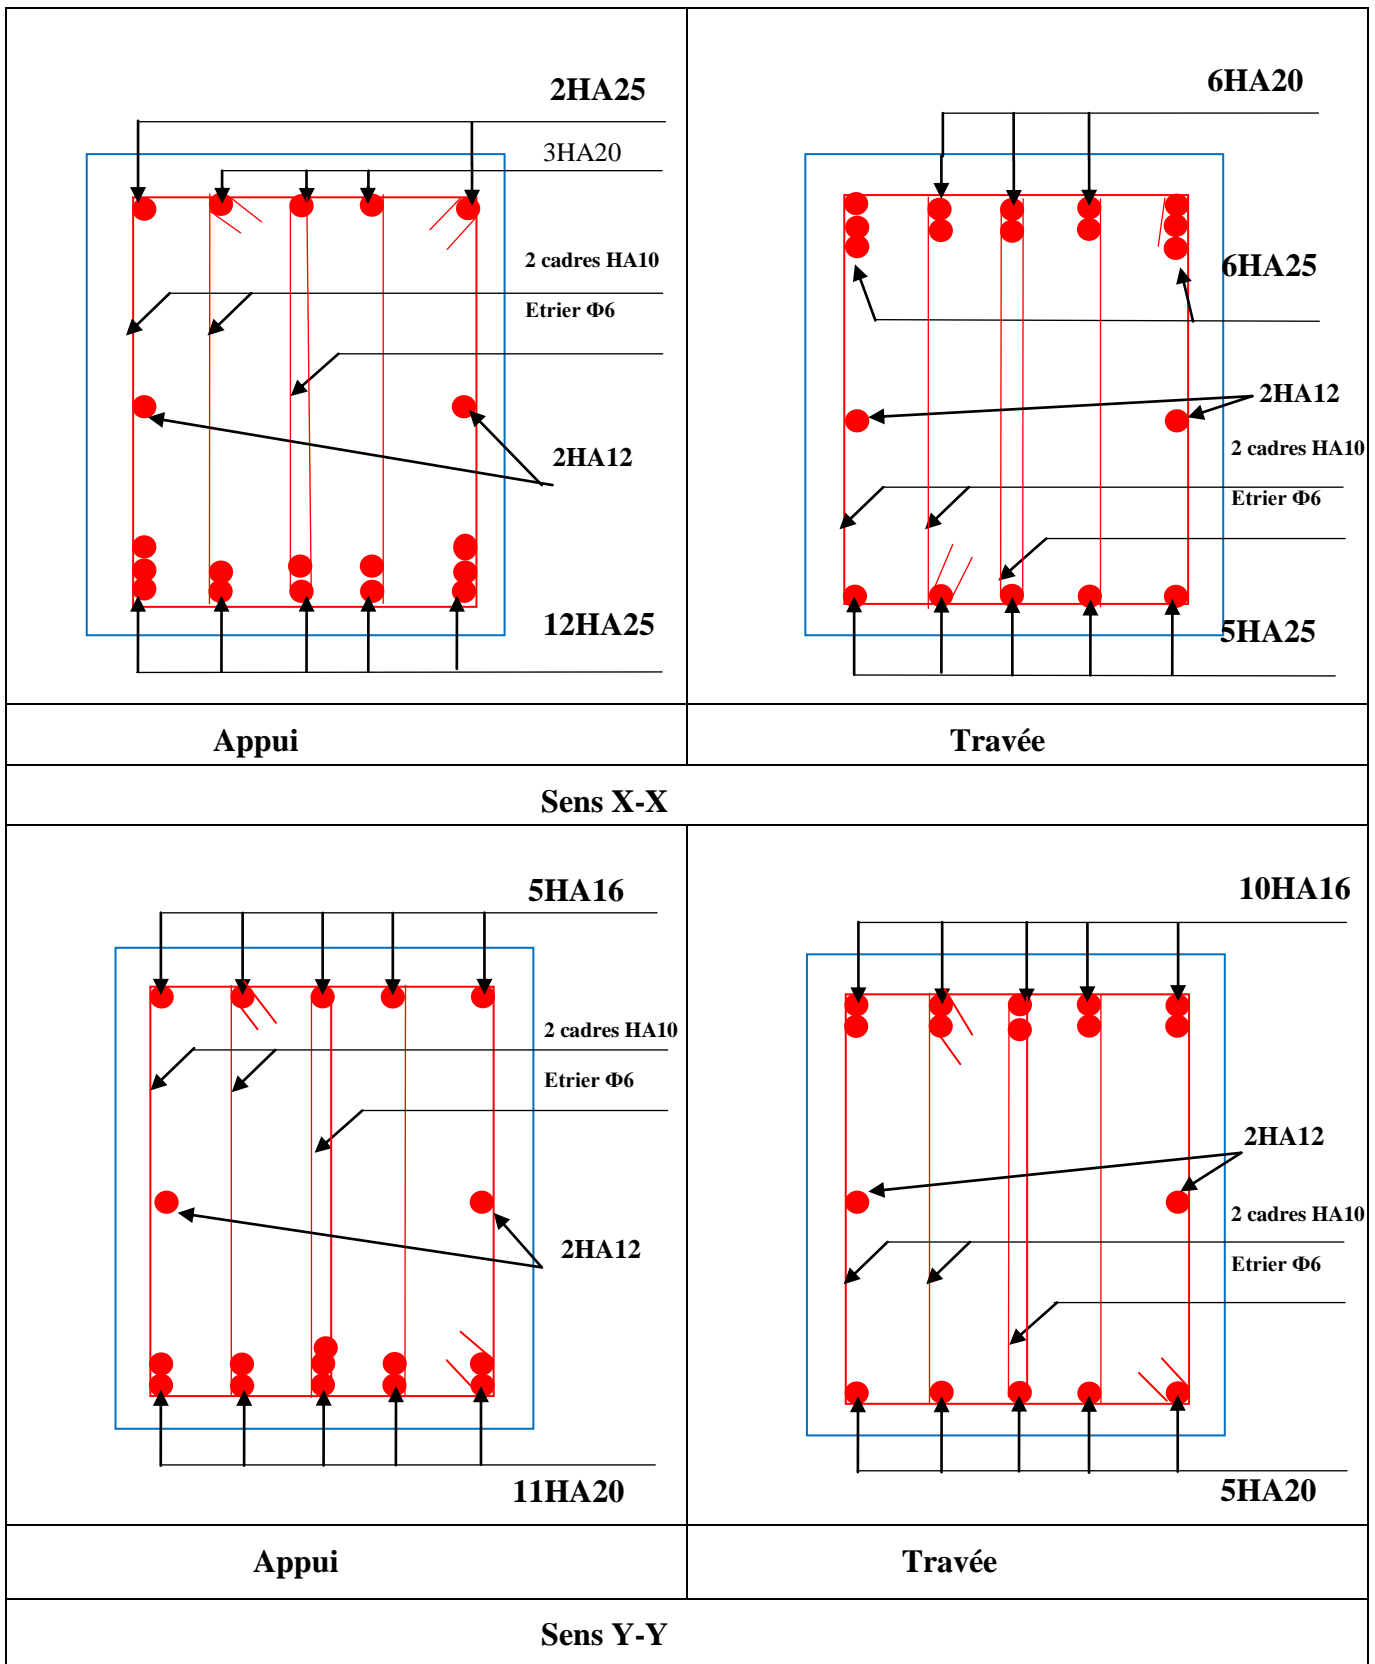 2HA25
3HA20
2 cadres HA10
Etrier Φ6
2HA12
12HA25
6HA20
6HA25
2HA12
2 cadres HA10
Etrier Φ6
5HA25
Appui
Travée
Sens X-X
5HA16
2 cadres HA10
Etrier Φ6
2HA12
11HA20
10HA16
2HA12
2 cadres HA10
Etrier Φ6
5HA20
Appui
Travée
Sens Y-Y